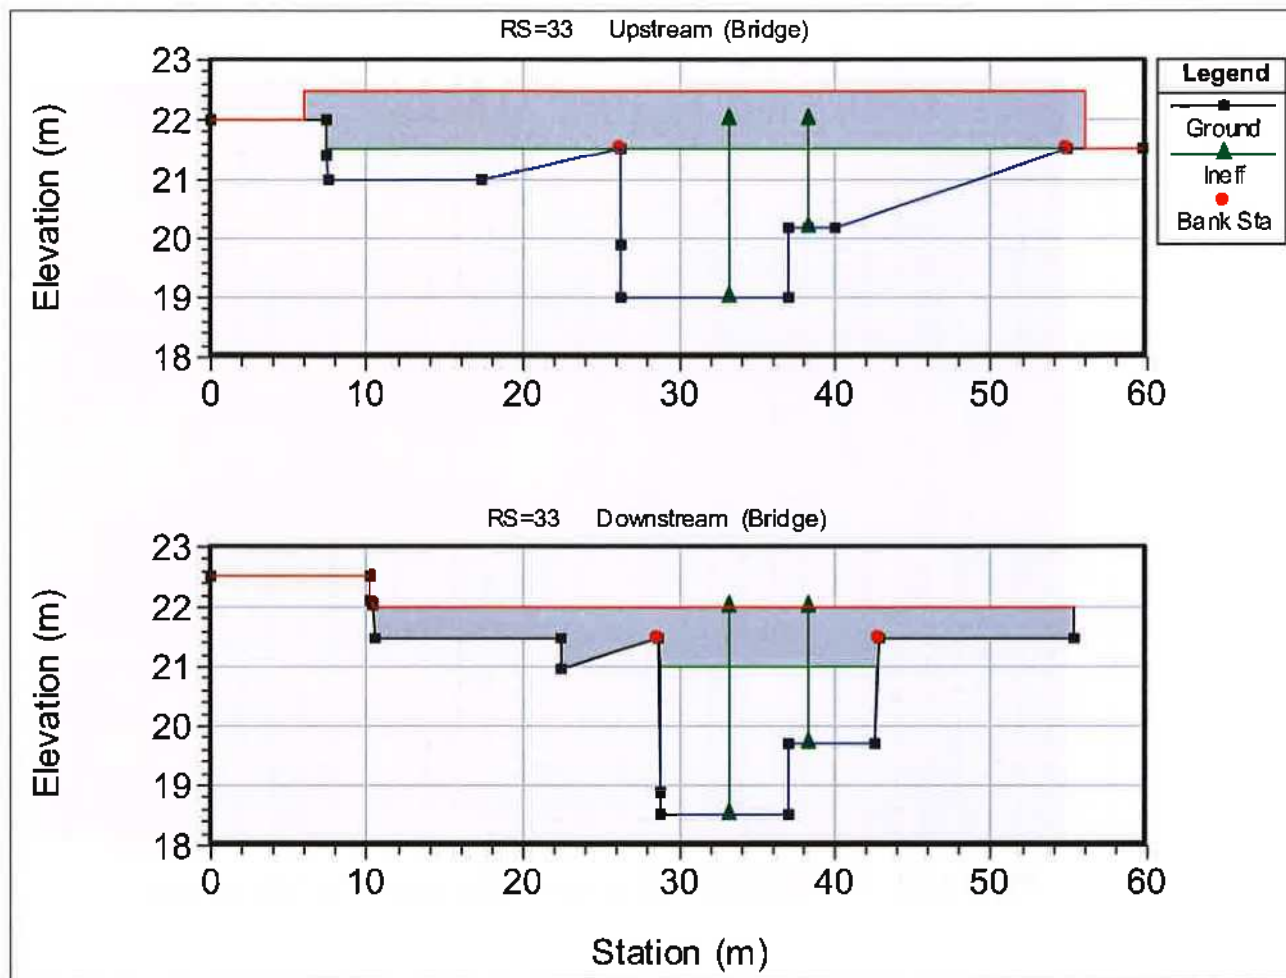 RS=33 Upstream (Bridge)
23
22
21
20
19
18
Elevation (m)
0 10 20 30 40 50 60
Legend
Ground
Ineff
Bank Sta
RS=33 Downstream (Bridge)
23
22
21
20
19
18
Elevation (m)
0 10 20 30 40 50 60
Station (m)